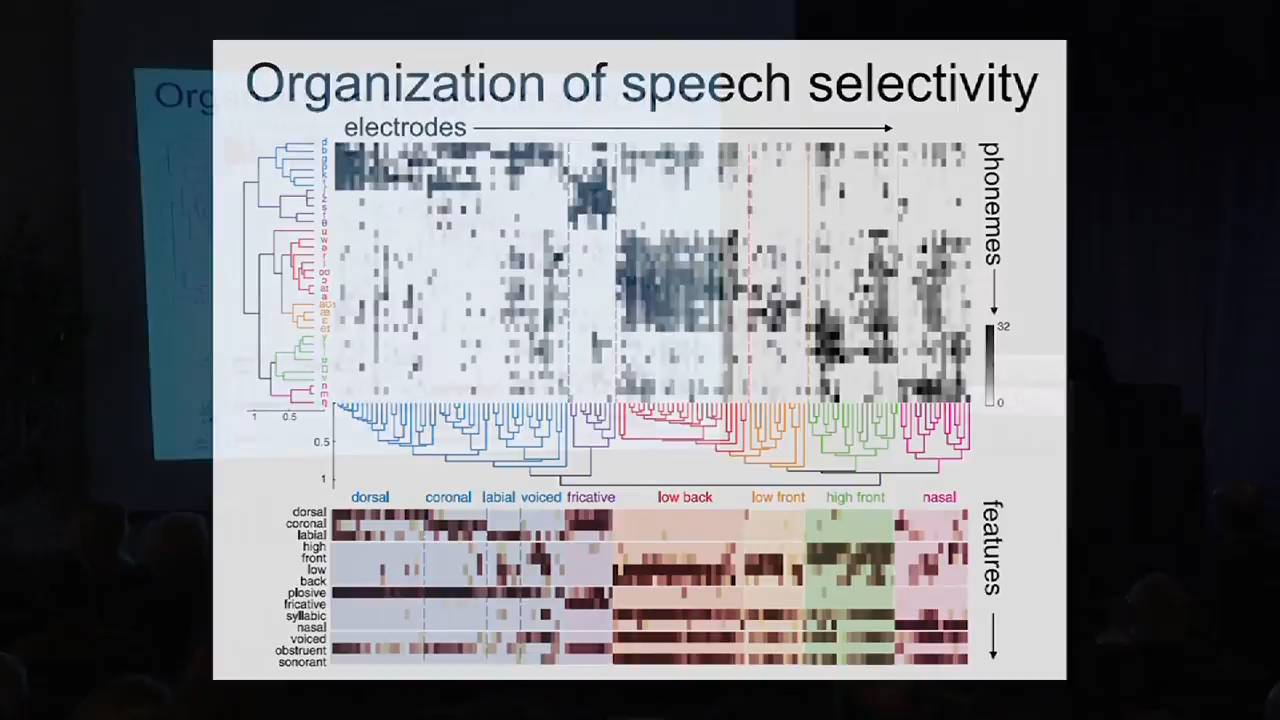 Organization of speech selectivity
electrodes
phonemes
32
0
1
0.5
0.5
1
dorsal coronal labial voiced fricative low back low front high front nasal
features
dorsal
coronal
labial
high
front
low
back
plosive
fricative
syllabic
nasal
voiced
obstruent
sonorant